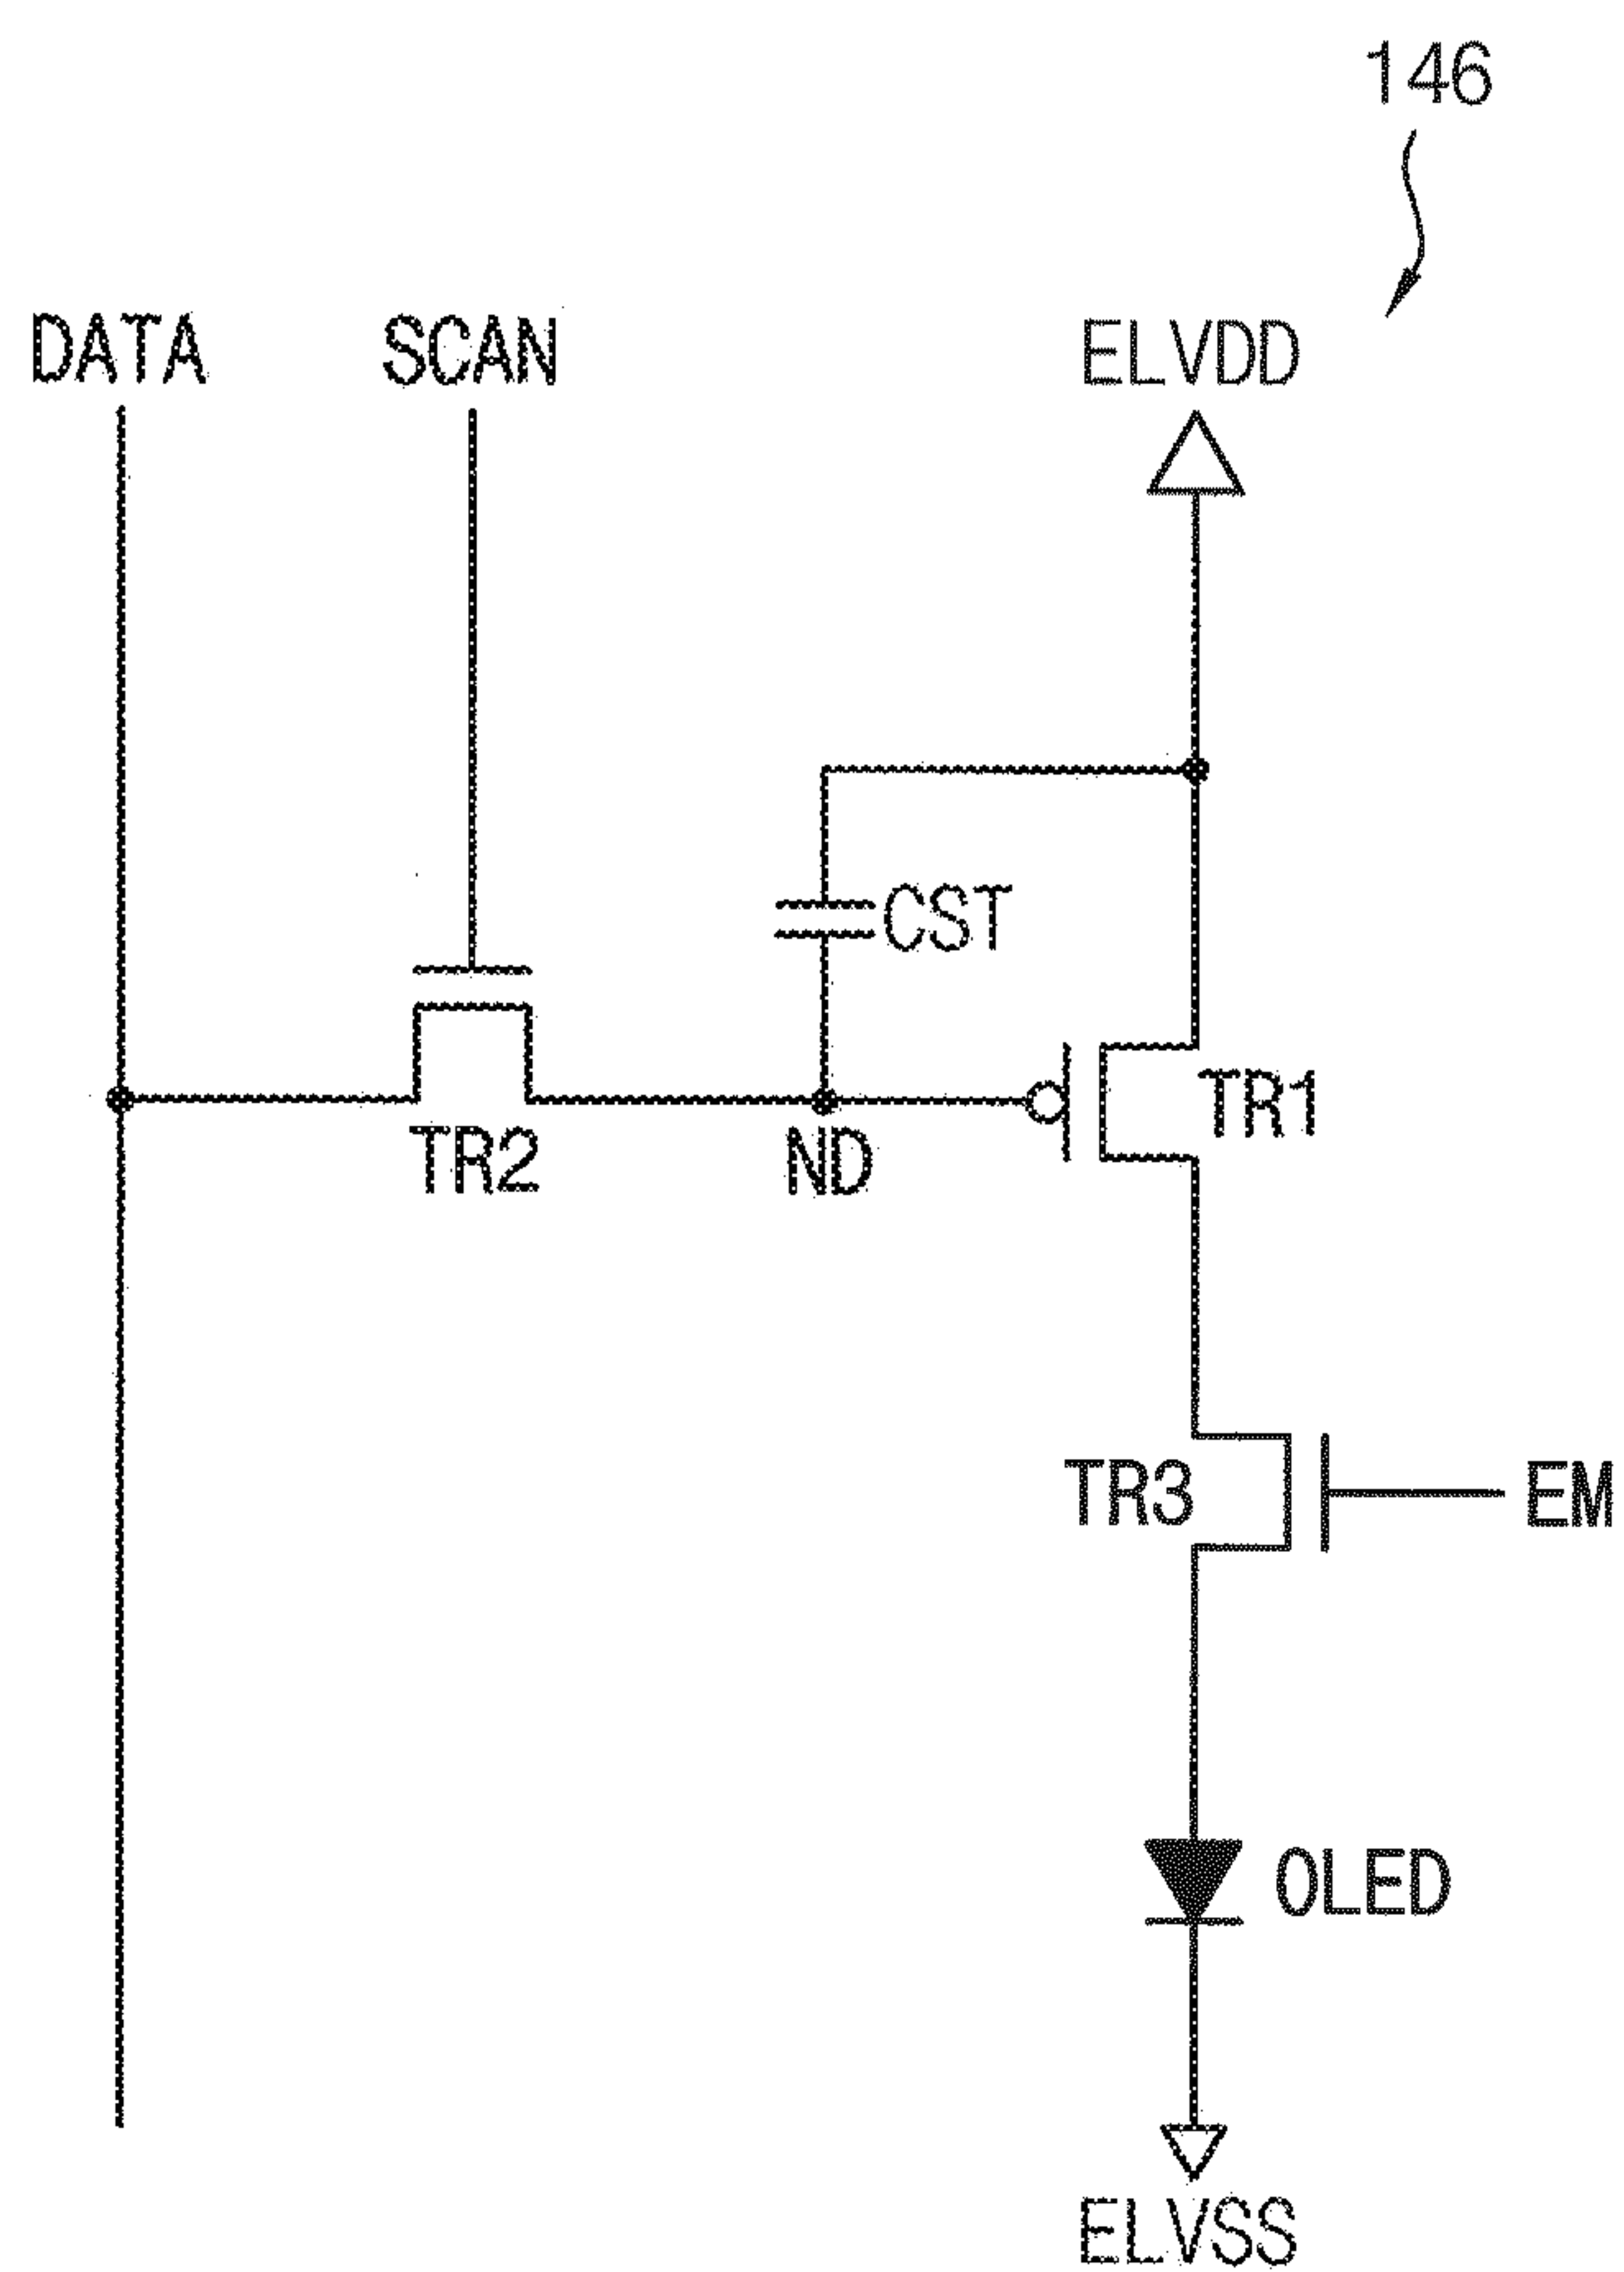 146
DATA SCAN ELVDD
CST
TR1
TR2 ND
TR3 EM
OLED
ELVSS